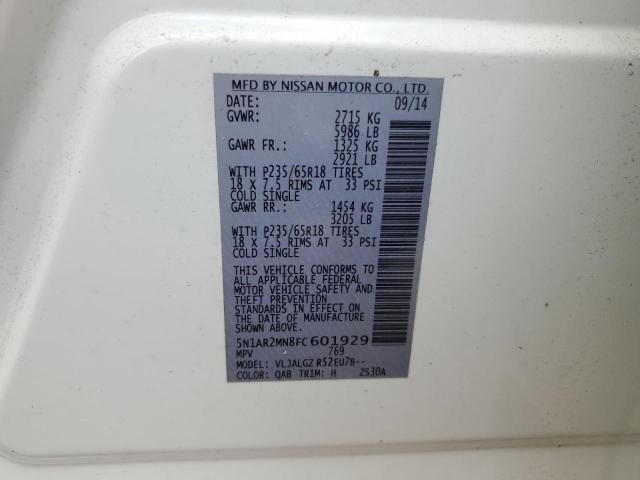 MFD BY NISSAN MOTOR CO., LTD.
DATE: 09/14
GVWR: 2715 KG
5986 LB
GAWR FR.: 1325 KG
2921 LB
WITH P235/65R18 TIRES
18 X 7.5 RIMS AT 33 PSI
COLD SINGLE
GAWR RR.: 1454 KG
3205 LB
WITH P235/65R18 TIRES
18 X 7.5 RIMS AT 33 PSI
COLD SINGLE
THIS VEHICLE CONFORMS TO
ALL APPLICABLE FEDERAL
MOTOR VEHICLE SAFETY AND
THEFT PREVENTION
STANDARDS IN EFFECT ON
THE DATE OF MANUFACTURE
SHOWN ABOVE.
5N1AR2MN8FC601929
MPV 769
MODEL: VLJALGZ R52EU7B--
COLOR: QAB TRIM: H ZS30A